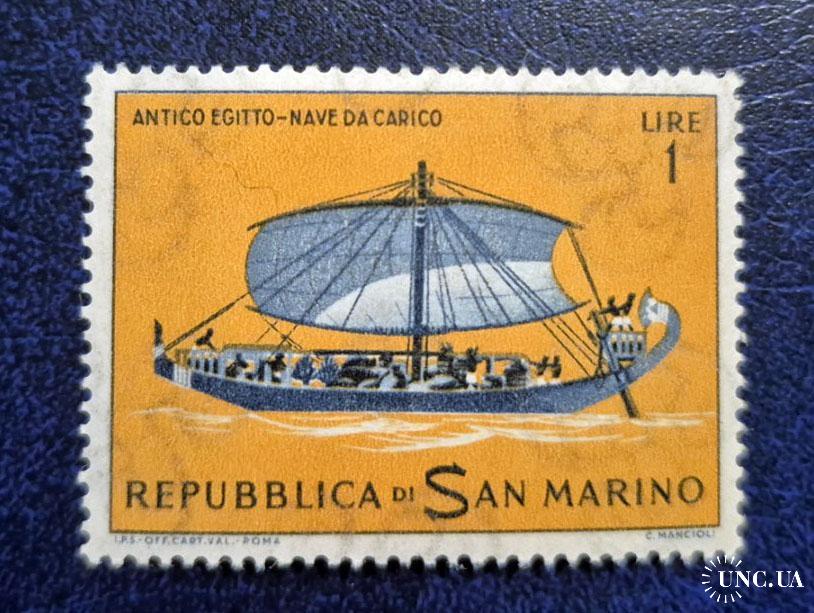 ANTICO EGITTO-NAVE DA CARICO
LIRE
1
REPUBBLICA DI SAN MARINO
I.P.S.-OFF.CART.VAL.-ROMA
C. MANCIOLI
UNC.UA